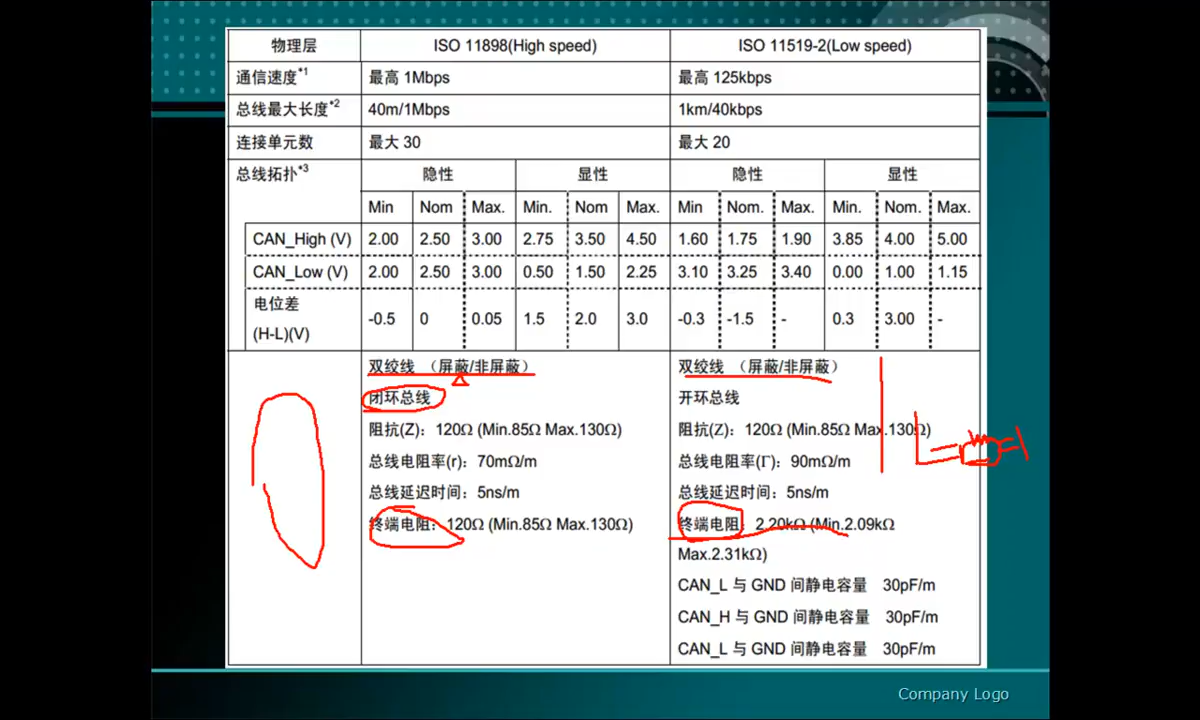 物理层 ISO 11898(High speed) ISO 11519-2(Low speed)
通信速度*1 最高 1Mbps 最高 125kbps
总线最大长度*2 40m/1Mbps 1km/40kbps
连接单元数 最大 30 最大 20
总线拓扑*3 隐性 显性 隐性 显性
Min Nom Max. Min. Nom Max. Min Nom. Max. Min. Nom. Max.
CAN_High (V) 2.00 2.50 3.00 2.75 3.50 4.50 1.60 1.75 1.90 3.85 4.00 5.00
CAN_Low (V) 2.00 2.50 3.00 0.50 1.50 2.25 3.10 3.25 3.40 0.00 1.00 1.15
电位差
(H-L)(V) -0.5 0 0.05 1.5 2.0 3.0 -0.3 -1.5 - 0.3 3.00 -
双绞线 （屏蔽/非屏蔽）
闭环总线
阻抗(Z)：120Ω (Min.85Ω Max.130Ω)
总线电阻率(r)：70mΩ/m
总线延迟时间：5ns/m
终端电阻：120Ω (Min.85Ω Max.130Ω)
双绞线 （屏蔽/非屏蔽）
开环总线
阻抗(Z)：120Ω (Min.85Ω Max.130Ω)
总线电阻率(Γ)：90mΩ/m
总线延迟时间：5ns/m
终端电阻：2.20kΩ (Min.2.09kΩ
Max.2.31kΩ)
CAN_L 与 GND 间静电容量 30pF/m
CAN_H 与 GND 间静电容量 30pF/m
CAN_L 与 GND 间静电容量 30pF/m
Company Logo